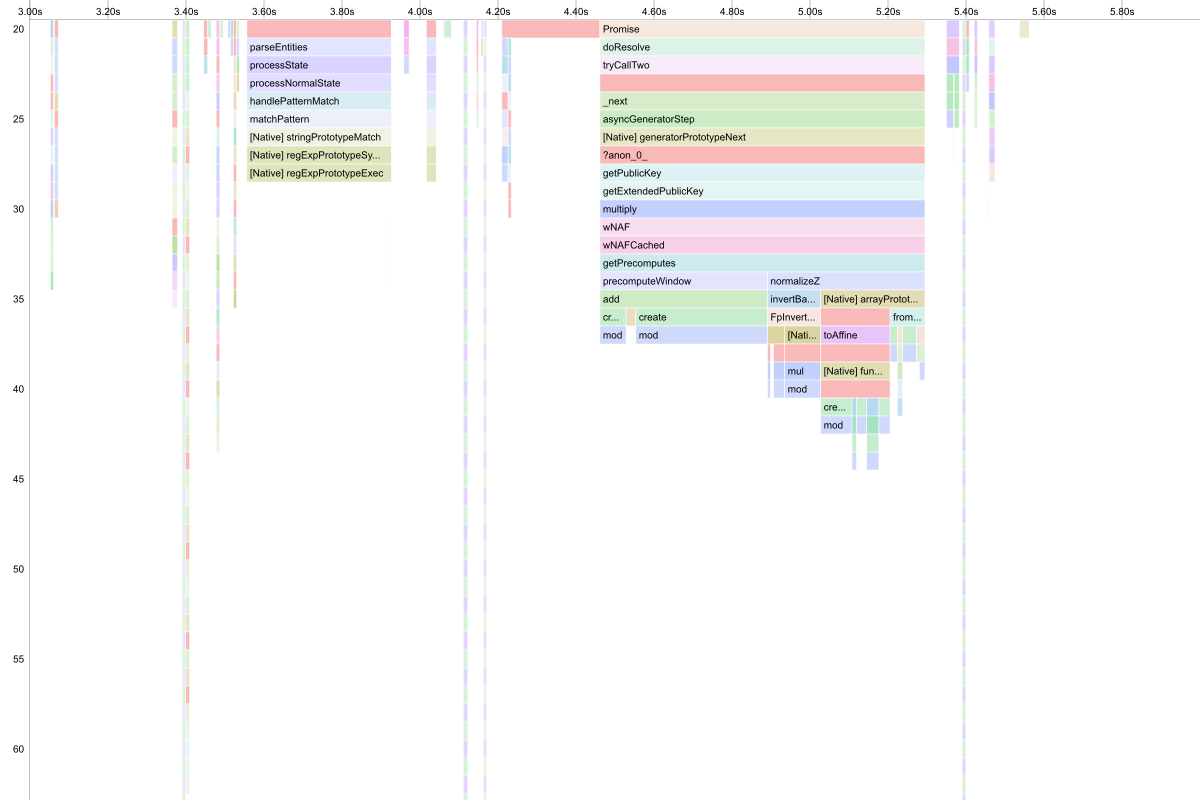 3.00s 3.20s 3.40s 3.60s 3.80s 4.00s 4.20s 4.40s 4.60s 4.80s 5.00s 5.20s 5.40s 5.60s 5.80s
20 Promise
parseEntities doResolve
processState tryCallTwo
processNormalState
handlePatternMatch _next
25 matchPattern asyncGeneratorStep
[Native] stringPrototypeMatch [Native] generatorPrototypeNext
[Native] regExpPrototypeSy... ?anon_0_
[Native] regExpPrototypeExec getPublicKey
getExtendedPublicKey
30 multiply
wNAF
wNAFCached
getPrecomputes
precomputeWindow normalizeZ
35 add invertBa... [Native] arrayProtot...
cr... create FpInvert... from...
mod mod [Nati... toAffine
mul [Native] fun...
40 mod
cre...
mod
45
50
55
60